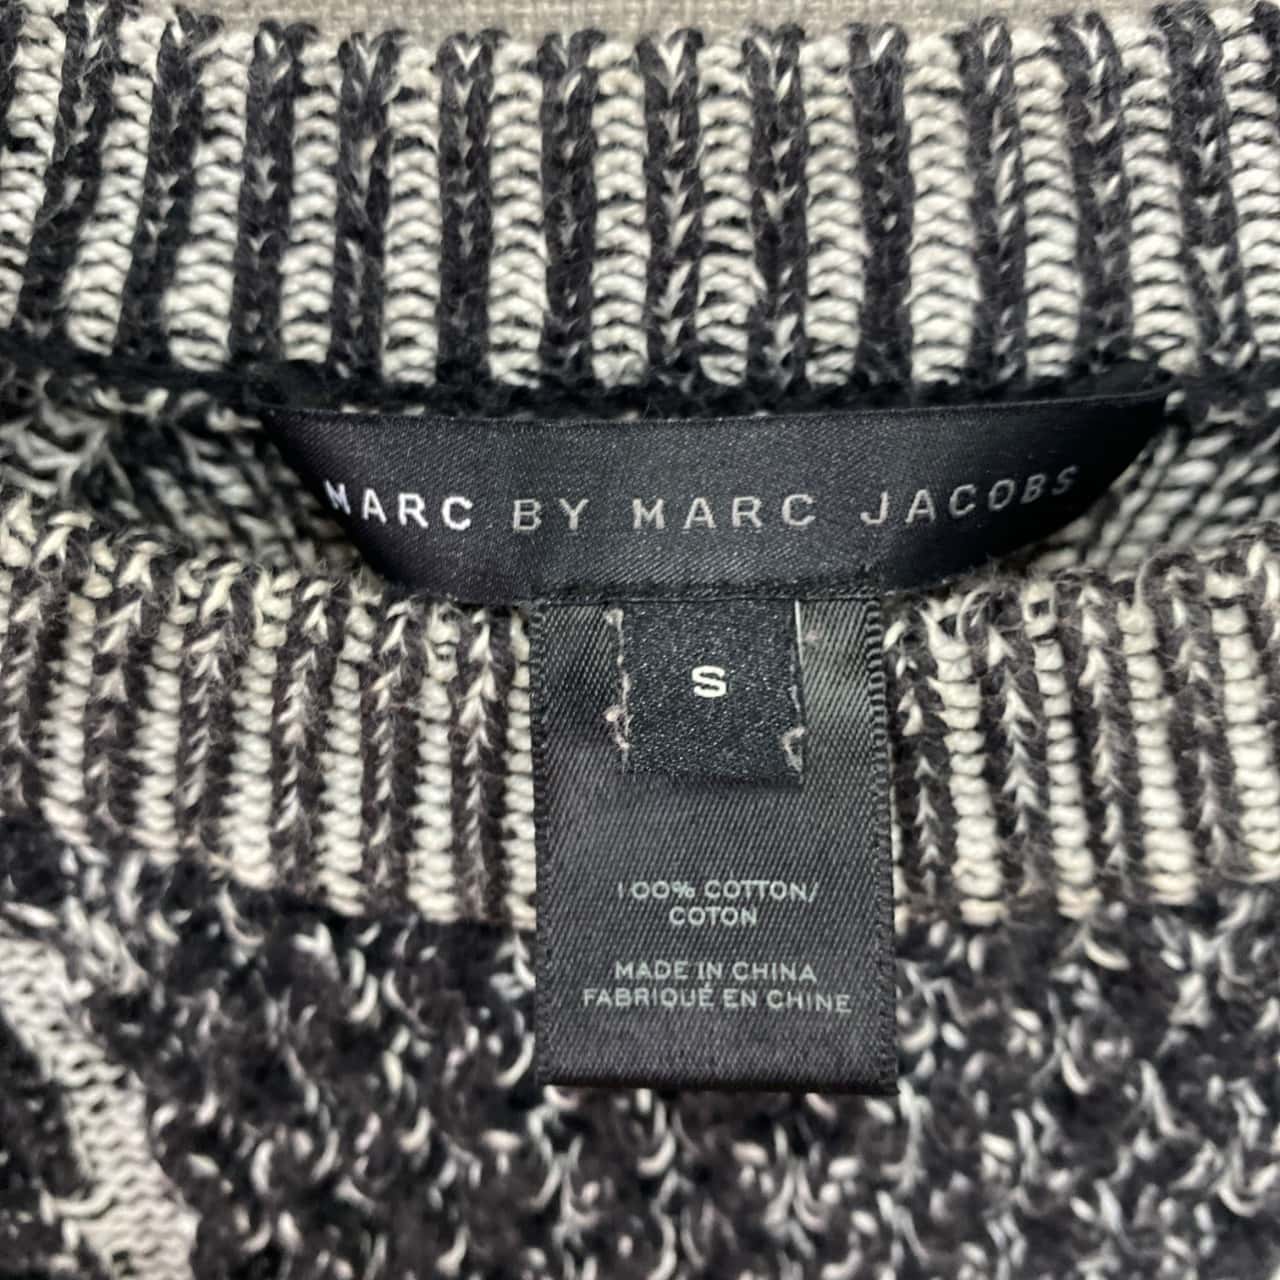 MARC BY MARC JACOBS
S
100% COTTON/
COTON
MADE IN CHINA
FABRIQUÉ EN CHINE